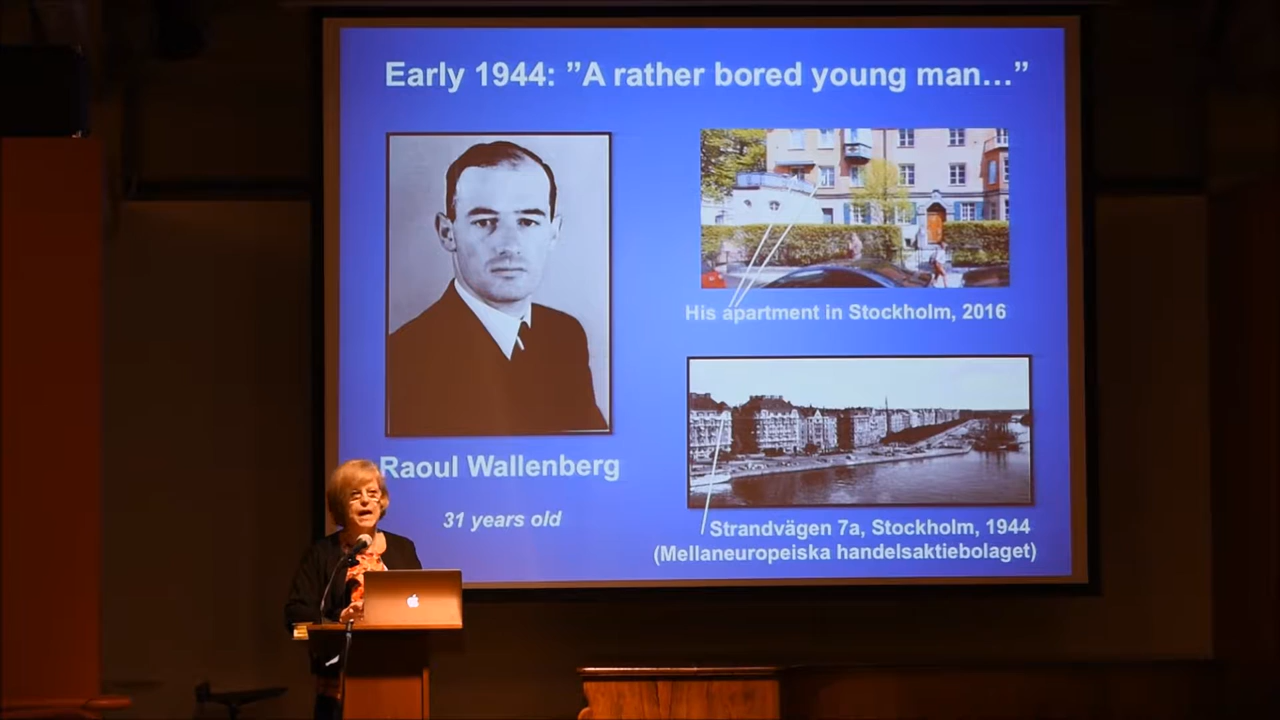 Early 1944: ”A rather bored young man…”
His apartment in Stockholm, 2016
Raoul Wallenberg
31 years old
Strandvägen 7a, Stockholm, 1944
(Mellaneuropeiska handelsaktiebolaget)